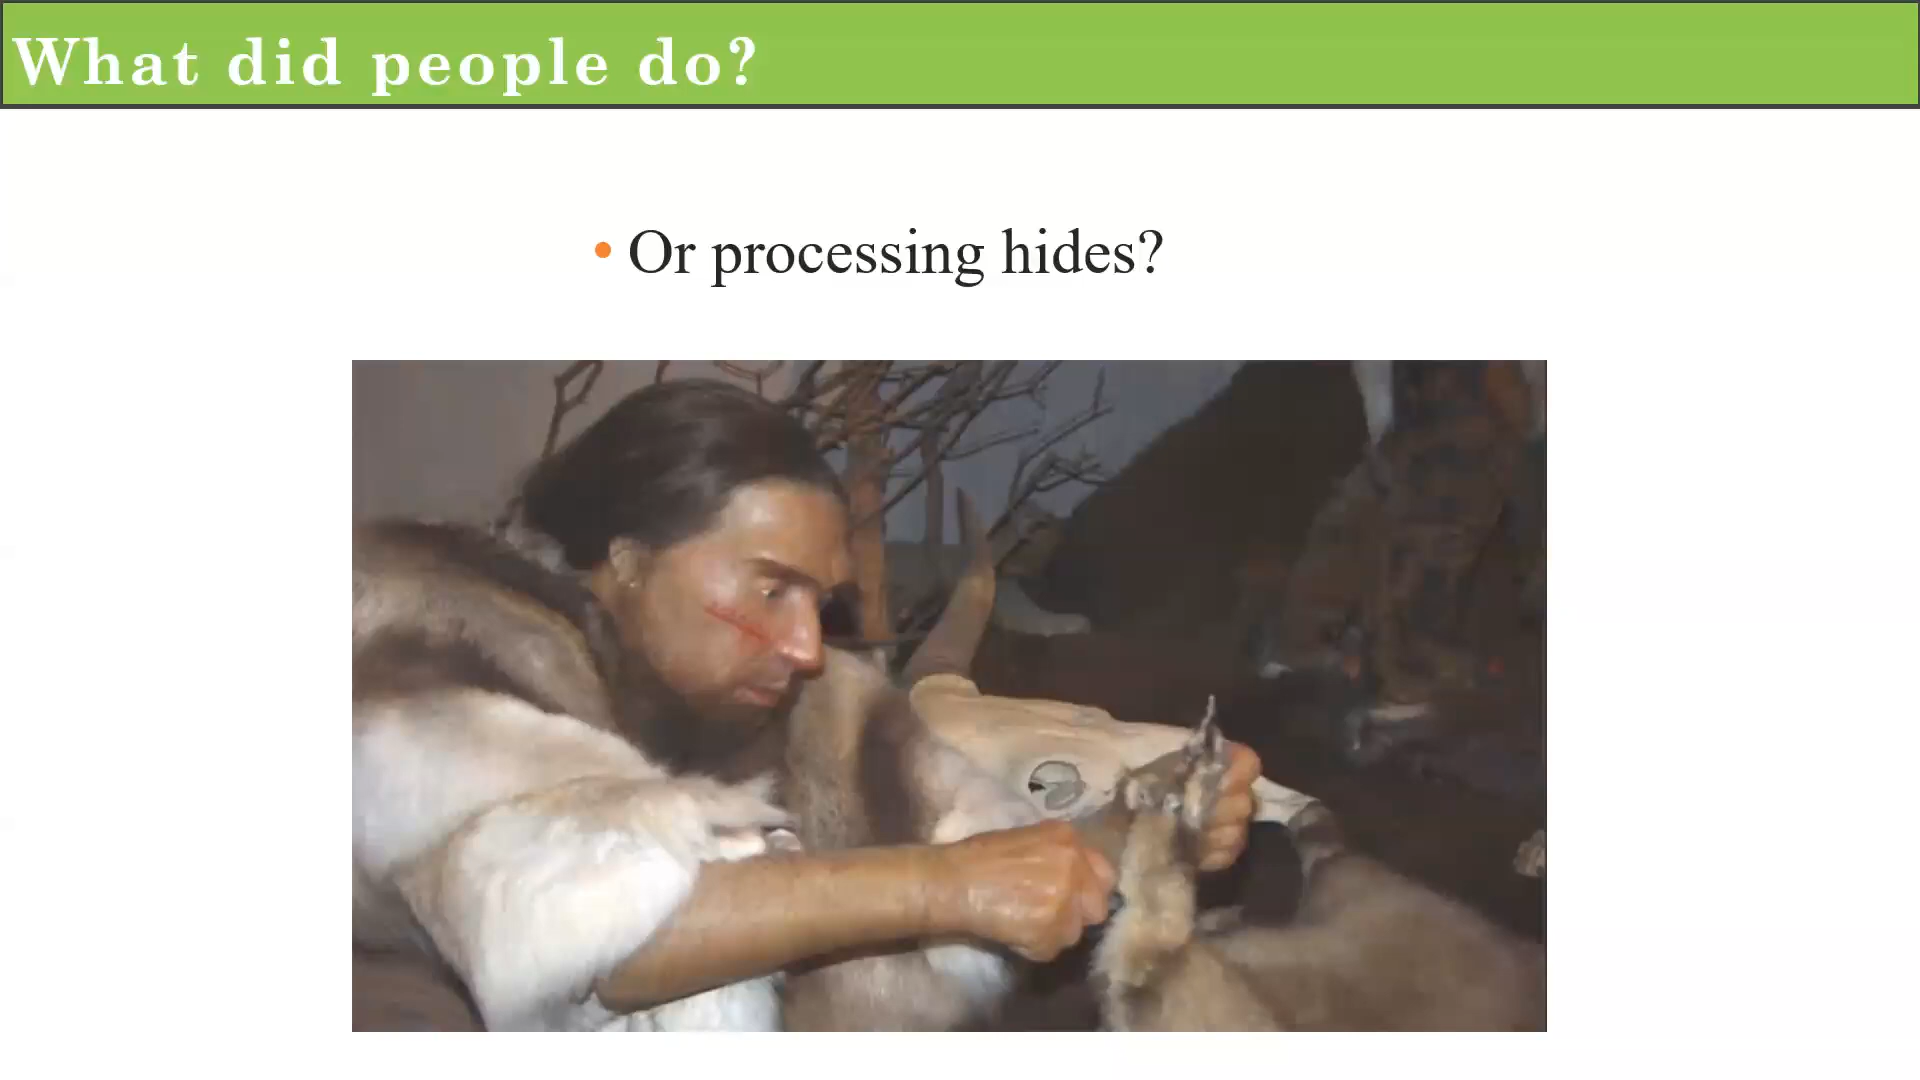 What did people do?
• Or processing hides?